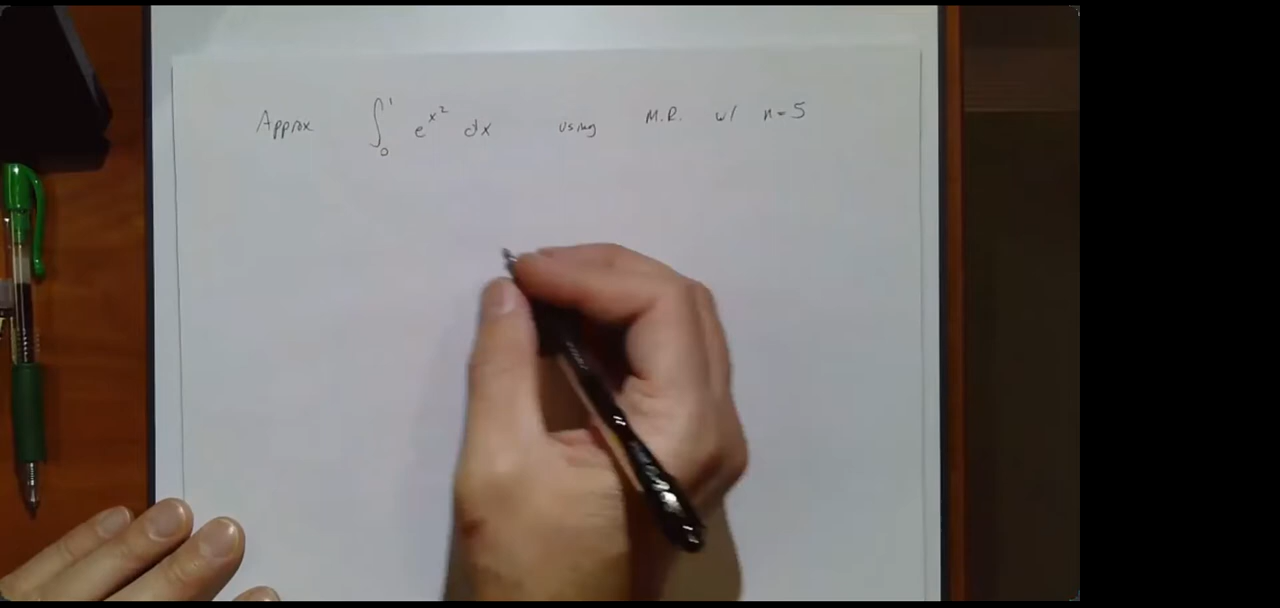 Approx ∫₀¹ e^{x²} dx using M.R. w/ n=5